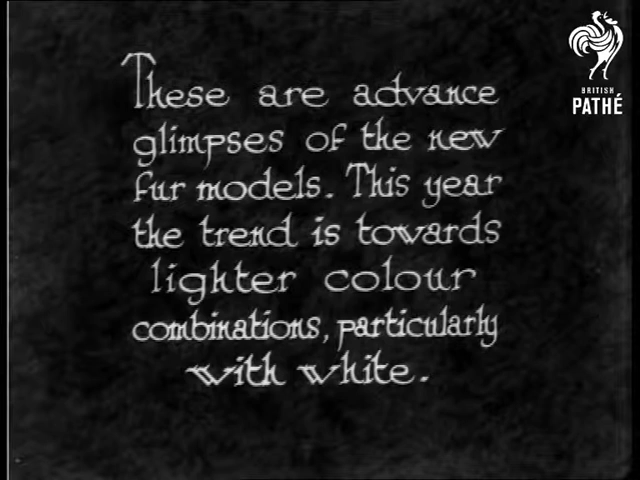 These are advance
glimpses of the new
fur models. This year
the trend is towards
lighter colour
combinations, particularly
with white.
BRITISH
PATHÉ